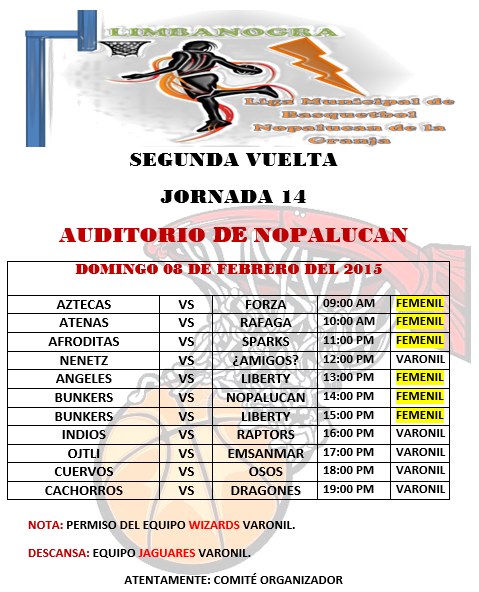 LIMBANOGRA
Liga Municipal de
Basquetbol
Nopalucan de la
Granja
SEGUNDA VUELTA
JORNADA 14
AUDITORIO DE NOPALUCAN
DOMINGO 08 DE FEBRERO DEL 2015
AZTECAS VS FORZA 09:00 AM FEMENIL
ATENAS VS RAFAGA 10:00 AM FEMENIL
AFRODITAS VS SPARKS 11:00 PM FEMENIL
NENETZ VS ¿AMIGOS? 12:00 PM VARONIL
ANGELES VS LIBERTY 13:00 PM FEMENIL
BUNKERS VS NOPALUCAN 14:00 PM FEMENIL
BUNKERS VS LIBERTY 15:00 PM FEMENIL
INDIOS VS RAPTORS 16:00 PM VARONIL
OJTLI VS EMSANMAR 17:00 PM VARONIL
CUERVOS VS OSOS 18:00 PM VARONIL
CACHORROS VS DRAGONES 19:00 PM VARONIL
NOTA: PERMISO DEL EQUIPO WIZARDS VARONIL.
DESCANSA: EQUIPO JAGUARES VARONIL.
ATENTAMENTE: COMITÉ ORGANIZADOR